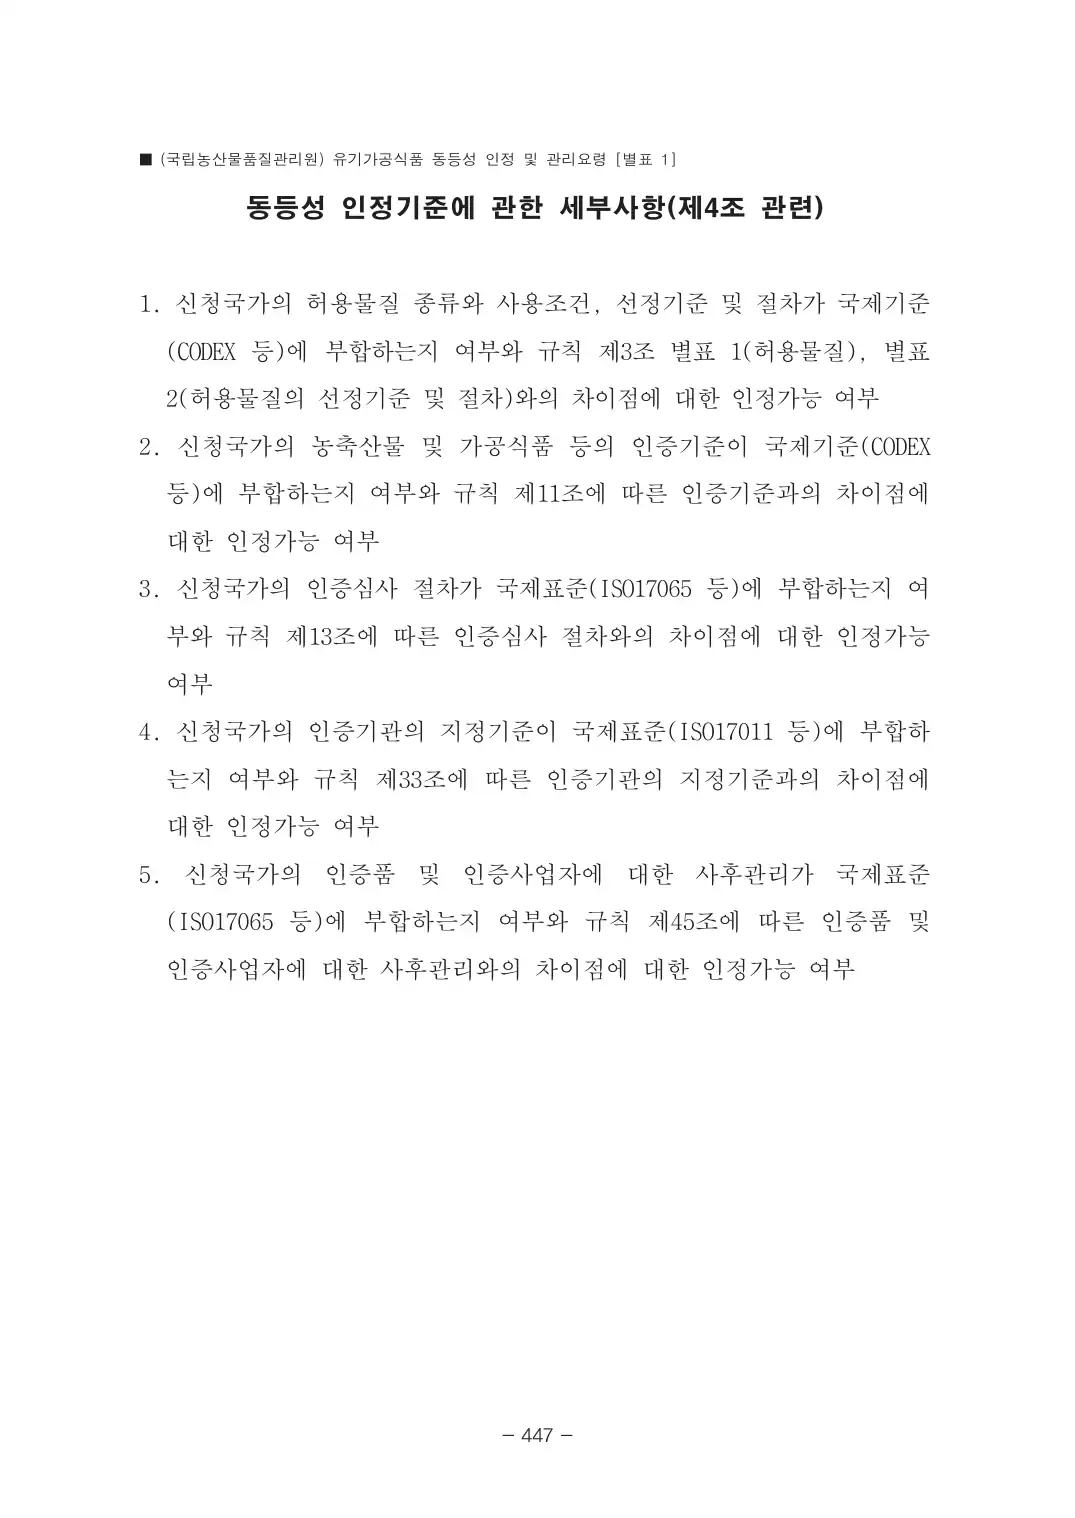 ■ (국립농산물품질관리원) 유기가공식품 동등성 인정 및 관리요령 [별표 1]
동등성 인정기준에 관한 세부사항(제4조 관련)
1. 신청국가의 허용물질 종류와 사용조건, 선정기준 및 절차가 국제기준
(CODEX 등)에 부합하는지 여부와 규칙 제3조 별표 1(허용물질), 별표
2(허용물질의 선정기준 및 절차)와의 차이점에 대한 인정가능 여부
2. 신청국가의 농축산물 및 가공식품 등의 인증기준이 국제기준(CODEX
등)에 부합하는지 여부와 규칙 제11조에 따른 인증기준과의 차이점에
대한 인정가능 여부
3. 신청국가의 인증심사 절차가 국제표준(ISO17065 등)에 부합하는지 여
부와 규칙 제13조에 따른 인증심사 절차와의 차이점에 대한 인정가능
여부
4. 신청국가의 인증기관의 지정기준이 국제표준(ISO17011 등)에 부합하
는지 여부와 규칙 제33조에 따른 인증기관의 지정기준과의 차이점에
대한 인정가능 여부
5. 신청국가의 인증품 및 인증사업자에 대한 사후관리가 국제표준
(ISO17065 등)에 부합하는지 여부와 규칙 제45조에 따른 인증품 및
인증사업자에 대한 사후관리와의 차이점에 대한 인정가능 여부
- 447 -